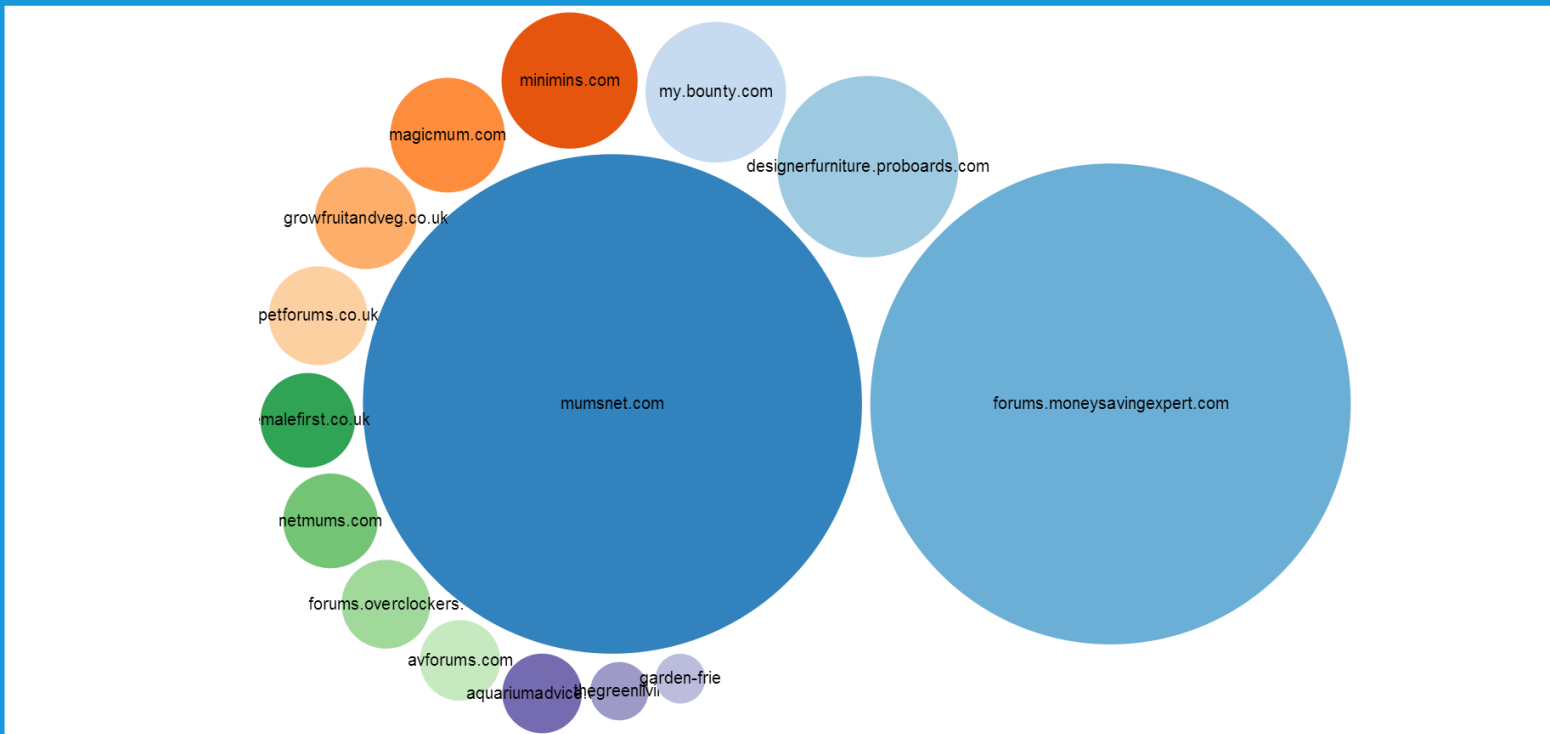 minimins.com
my.bounty.com
magicmum.com
designerfurniture.proboards.com
growfruitandveg.co.uk
petforums.co.uk
mumsnet.com
forums.moneysavingexpert.com
malefirst.co.uk
netmums.com
forums.overclockers.
avforums.com
aquariumadvice.
thegreenlivi
garden-frie